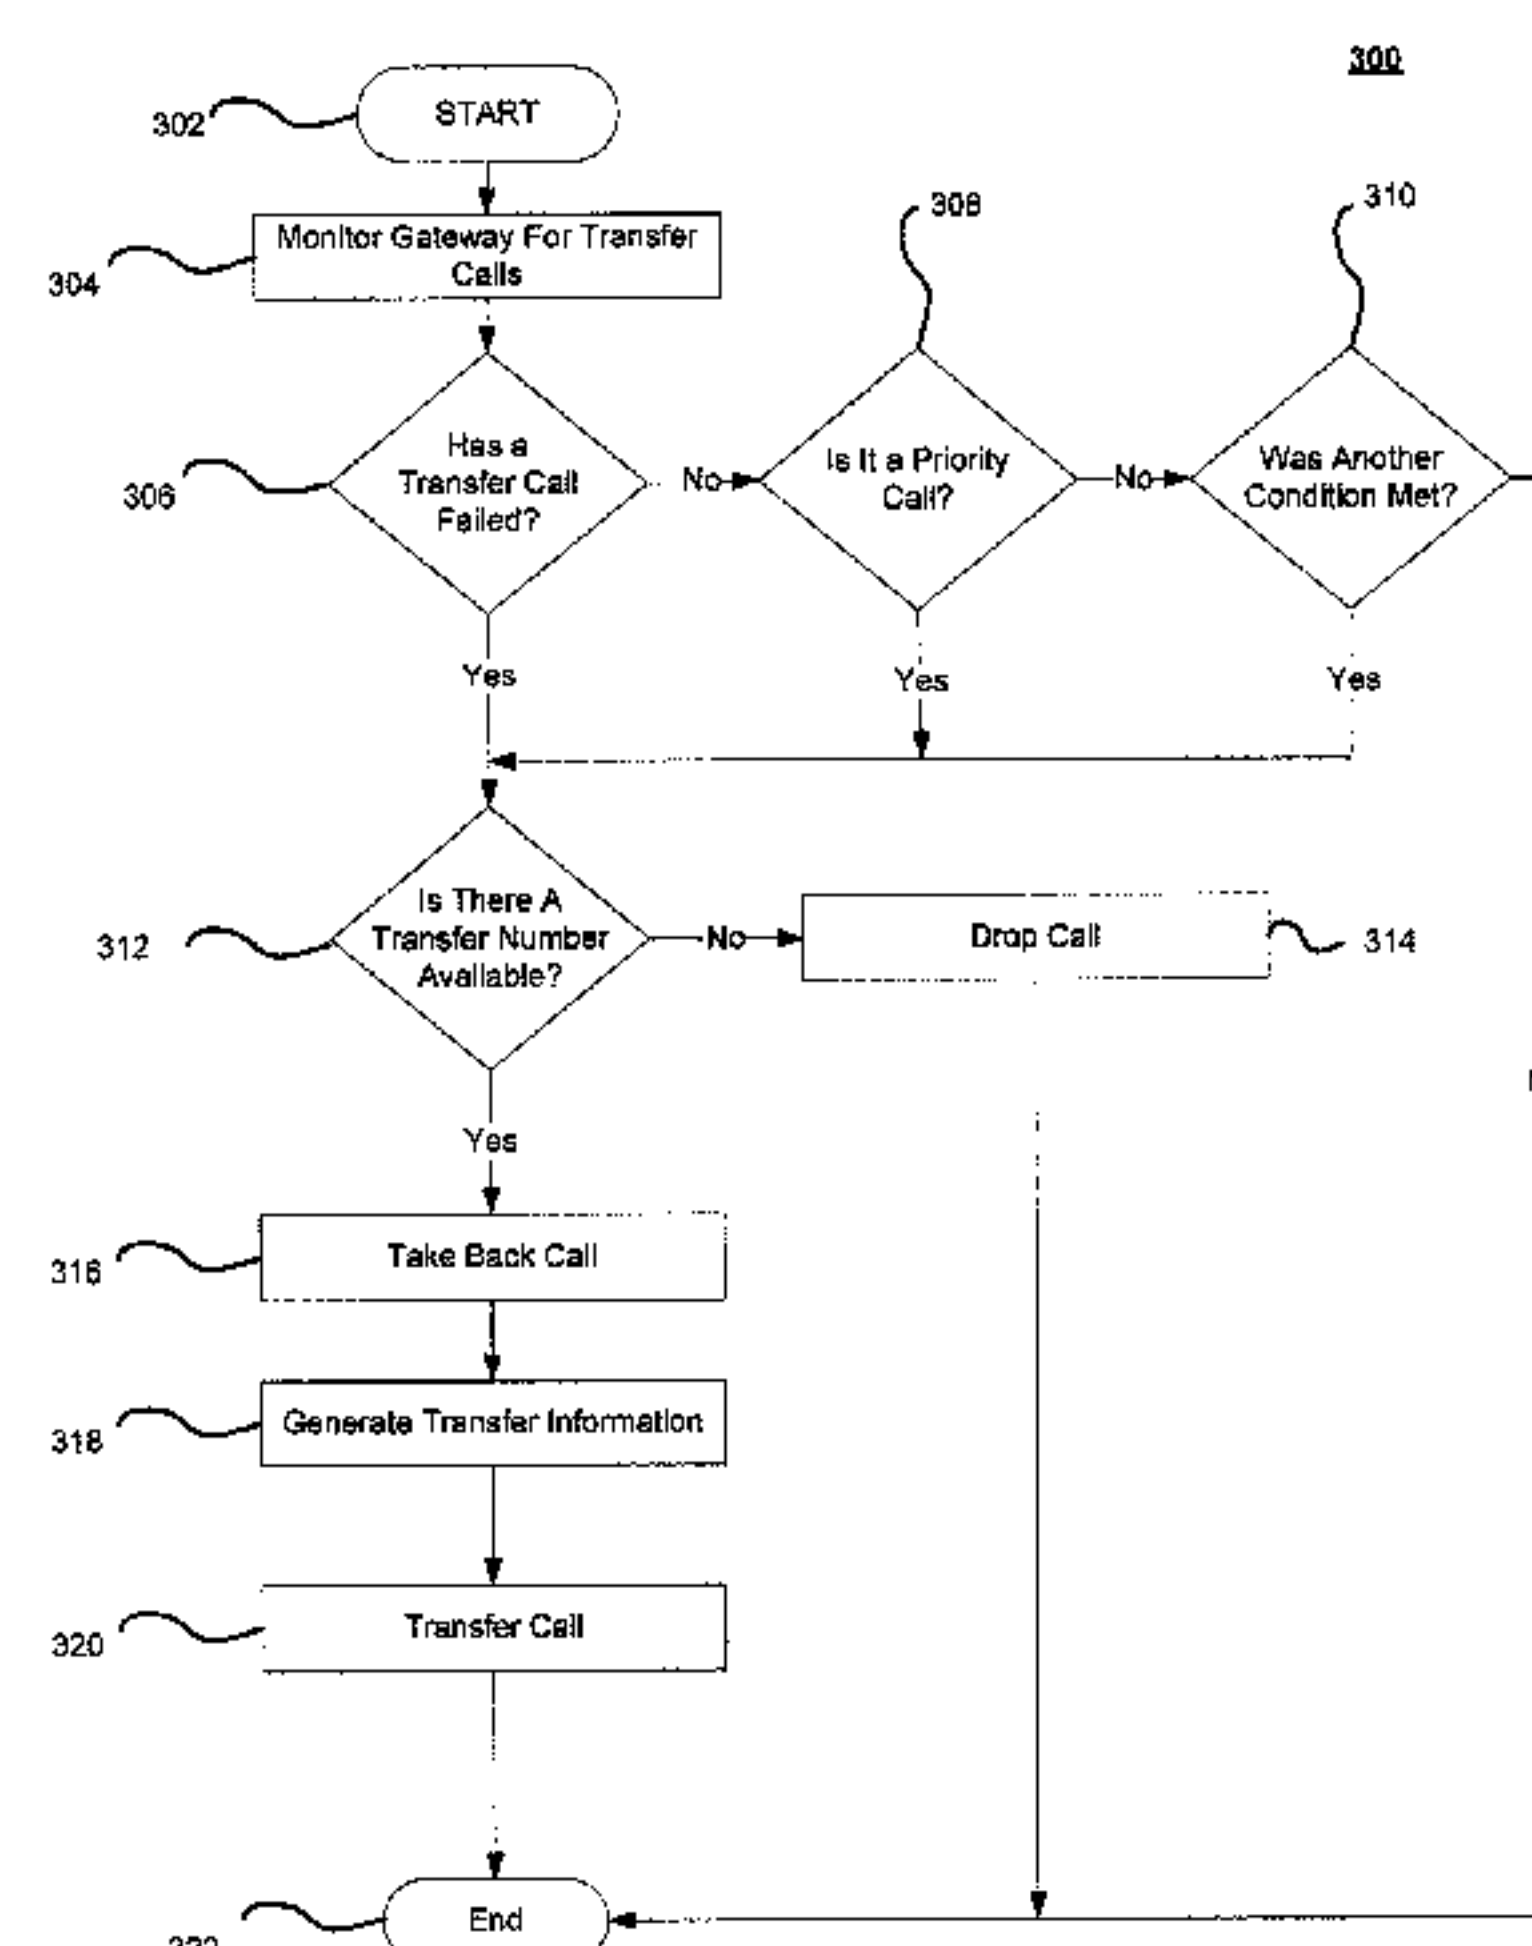 300
START
302
Monitor Gateway For Transfer
Calls
304
308
310
Has a
Transfer Call
Failed?
306
No
Is It a Priority
Call?
No
Was Another
Condition Met?
Yes
Yes
Yes
Is There A
Transfer Number
Available?
312
No
Drop Call
314
Yes
Take Back Call
316
Generate Transfer Information
318
Transfer Call
320
End